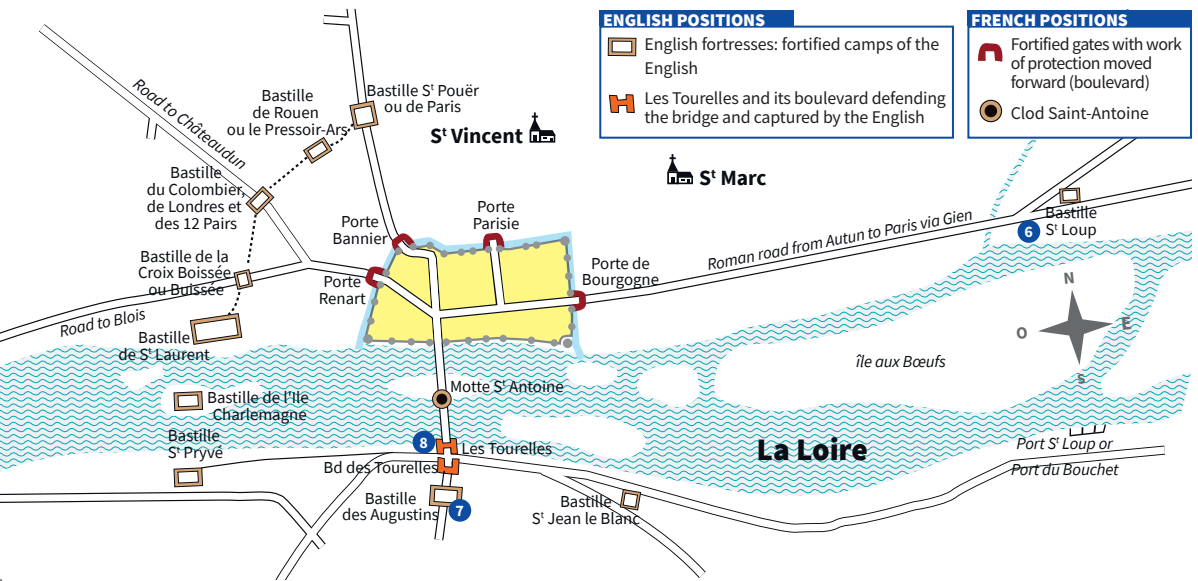 ENGLISH POSITIONS
English fortresses: fortified camps of the
English
Les Tourelles and its boulevard defending
the bridge and captured by the English
FRENCH POSITIONS
Fortified gates with work
of protection moved
forward (boulevard)
Clod Saint-Antoine
Road to Châteaudun
Bastille
de Rouen
ou le Pressoir-Ars
Bastille Sᵗ Pouër
ou de Paris
Sᵗ Vincent
Sᵗ Marc
Bastille
du Colombier,
de Londres et
des 12 Pairs
Porte
Bannier
Porte
Parisie
Bastille
Sᵗ Loup
6
Bastille de la
Croix Boissée
ou Buissée
Porte
Renart
Porte de
Bourgogne
Roman road from Autun to Paris via Gien
Road to Blois
Bastille
de Sᵗ Laurent
N
O
E
S
île aux Bœufs
Motte Sᵗ Antoine
Bastille de l'Ile
Charlemagne
Bastille
Sᵗ Pryvé
8
Les Tourelles
La Loire
Port Sᵗ Loup or
Port du Bouchet
Bd des Tourelles
Bastille
des Augustins
7
Bastille
Sᵗ Jean le Blanc